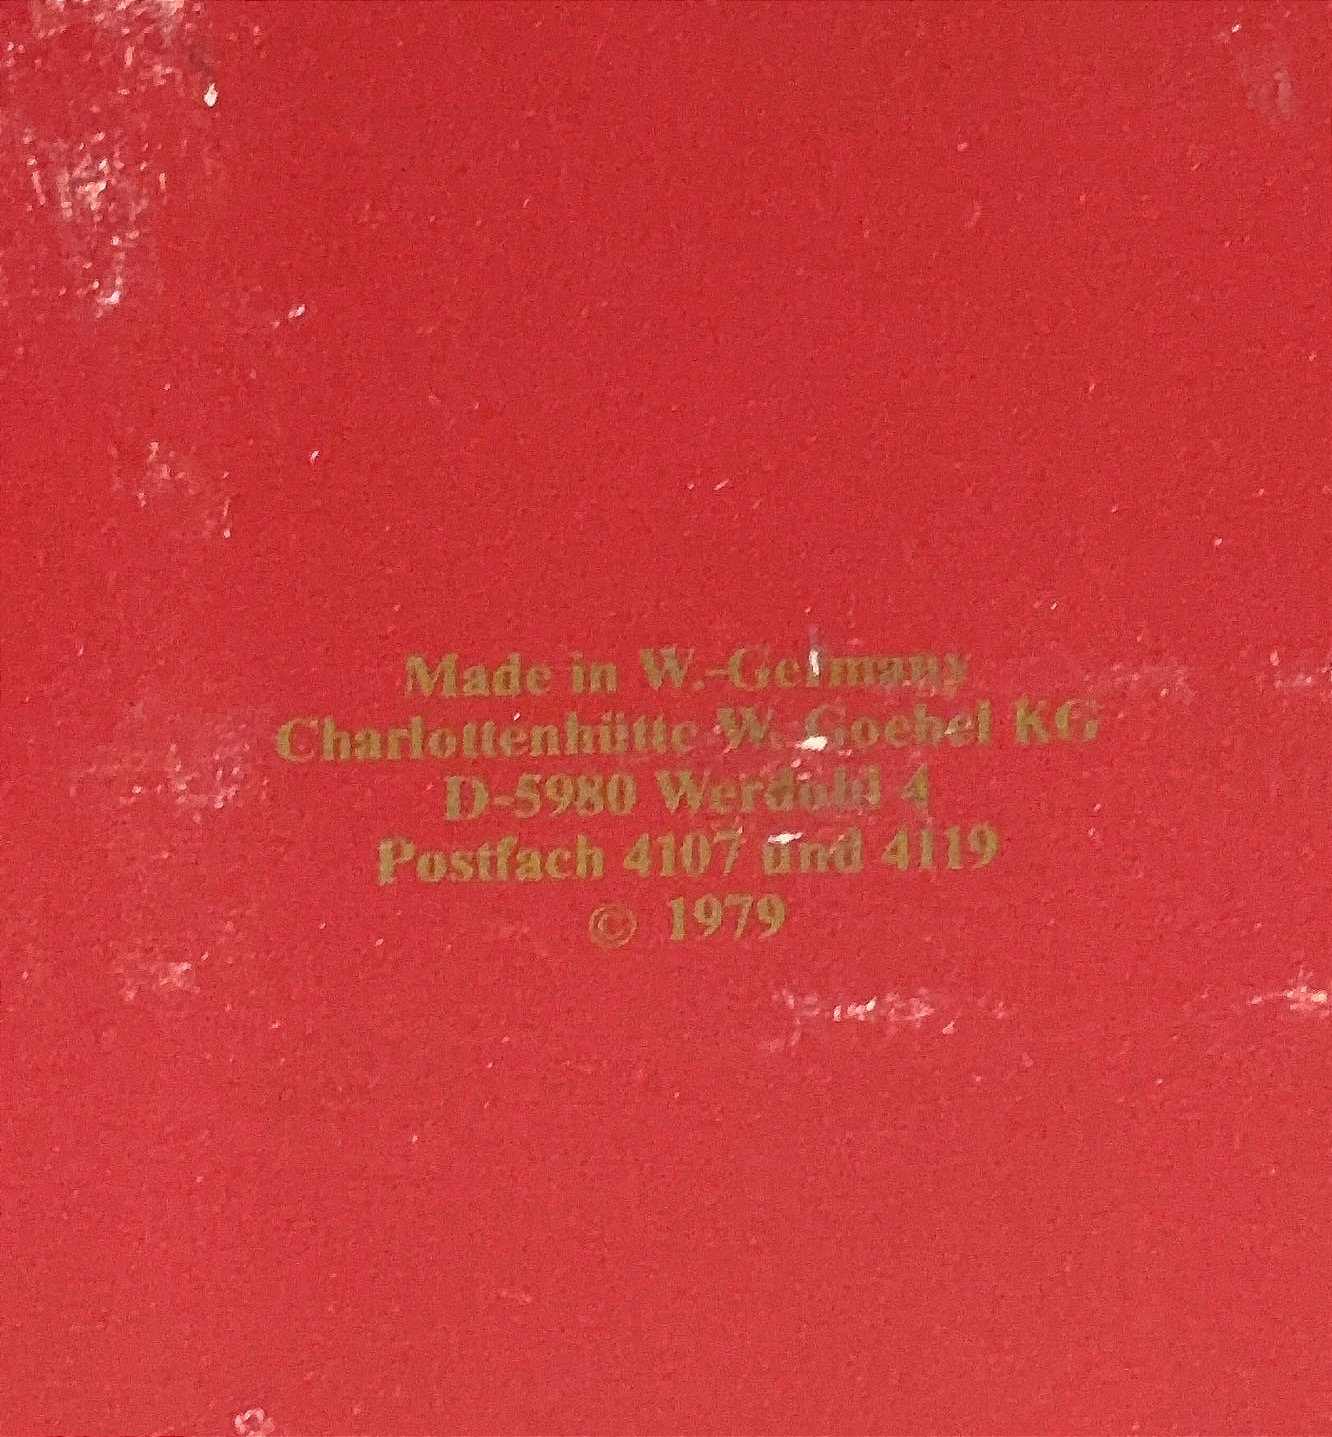 Made in W.-Germany
Charlottenhütte W. Goebel KG
D-5980 Werdohl 4
Postfach 4107 und 4119
© 1979